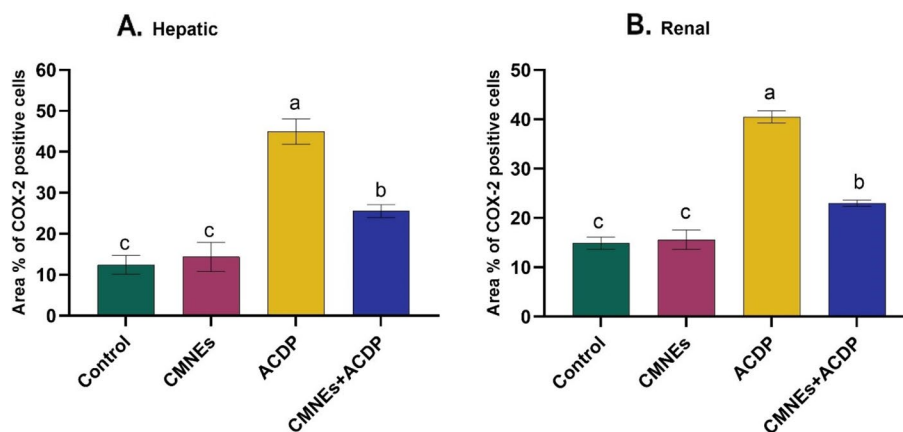 A. Hepatic
Area % of COX-2 positive cells
60
50
40
30
20
10
0
c
c
a
b
Control
CMNEs
ACDP
CMNEs+ACDP
B. Renal
Area % of COX-2 positive cells
50
40
30
20
10
0
c
c
a
b
Control
CMNEs
ACDP
CMNEs+ACDP